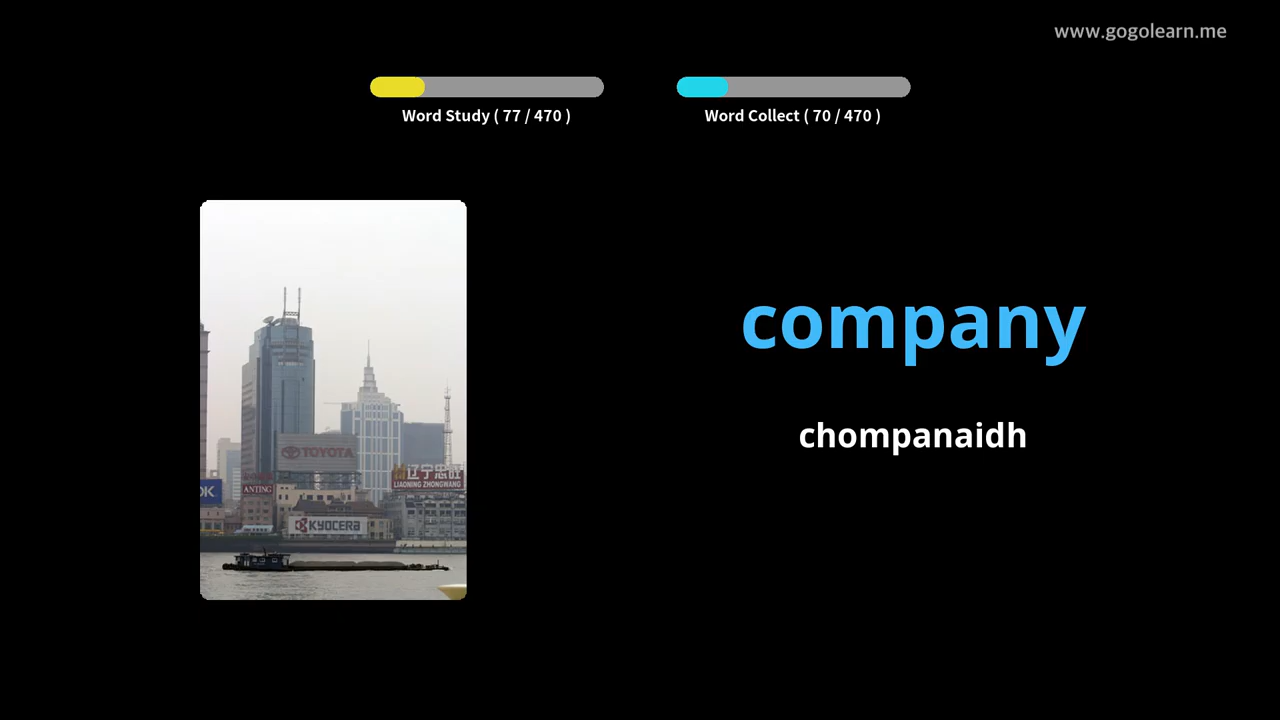 www.gogolearn.me
Word Study ( 77 / 470 )
Word Collect ( 70 / 470 )
company
chompanaidh
TOYOTA
辽宁忠旺
LIAONING ZHONGWANG
OK
ANTING
KYOCERA